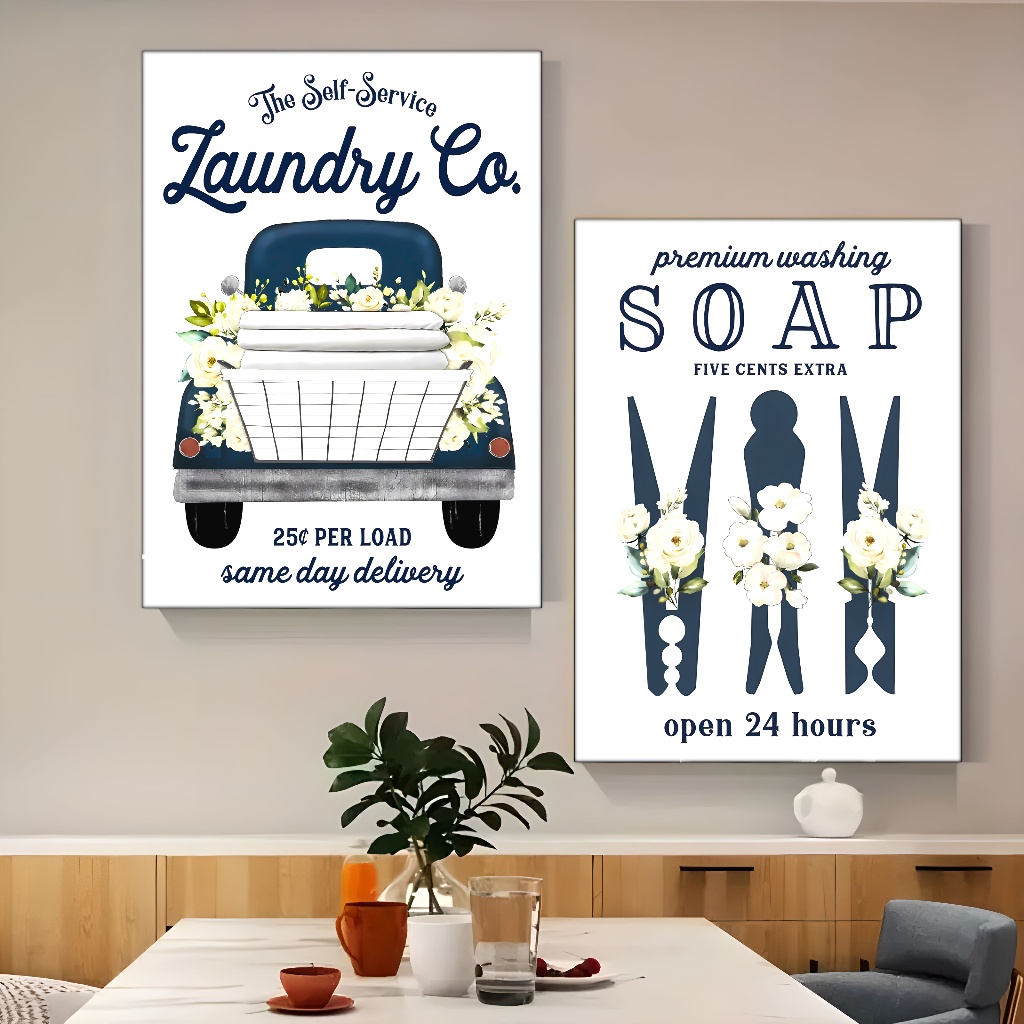 The Self-Service
Laundry Co.
25¢ PER LOAD
same day delivery
premium washing
SOAP
FIVE CENTS EXTRA
open 24 hours